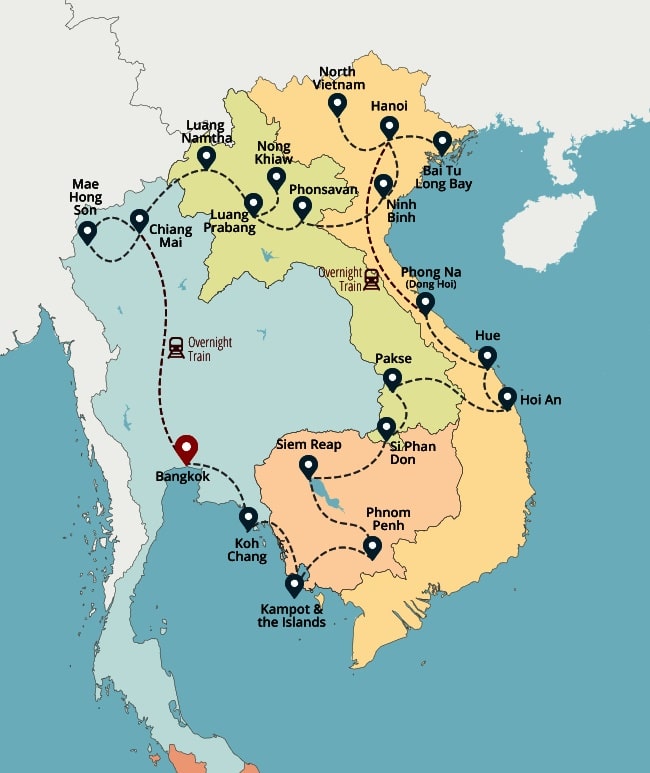 North
Vietnam
Hanoi
Luang
Namtha
Nong
Khiaw
Bai Tu
Long Bay
Mae
Hong
Son
Phonsavan
Ninh
Binh
Luang
Prabang
Chiang
Mai
Overnight
Train
Phong Na
(Dong Hoi)
Overnight
Train
Hue
Pakse
Hoi An
Siem Reap
Si Phan
Don
Bangkok
Phnom
Penh
Koh
Chang
Kampot &
the Islands